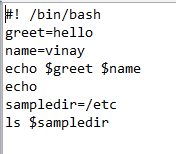 #! /bin/bash
greet=hello
name=vinay
echo $greet $name
echo
sampledir=/etc
ls $sampledir